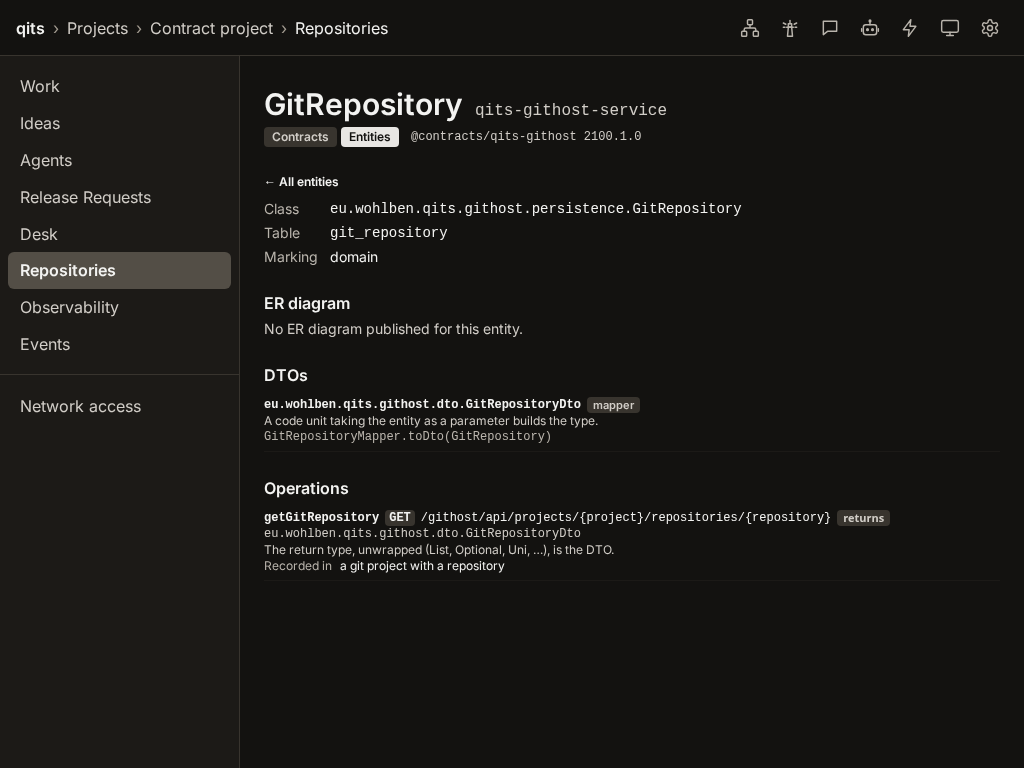 qits › Projects › Contract project › Repositories
Work
Ideas
Agents
Release Requests
Desk
Repositories
Observability
Events
Network access
GitRepository qits-githost-service
Contracts Entities @contracts/qits-githost 2100.1.0
← All entities
Class eu.wohlben.qits.githost.persistence.GitRepository
Table git_repository
Marking domain
ER diagram
No ER diagram published for this entity.
DTOs
eu.wohlben.qits.githost.dto.GitRepositoryDto mapper
A code unit taking the entity as a parameter builds the type.
GitRepositoryMapper.toDto(GitRepository)
Operations
getGitRepository GET /githost/api/projects/{project}/repositories/{repository} returns
eu.wohlben.qits.githost.dto.GitRepositoryDto
The return type, unwrapped (List, Optional, Uni, …), is the DTO.
Recorded in a git project with a repository